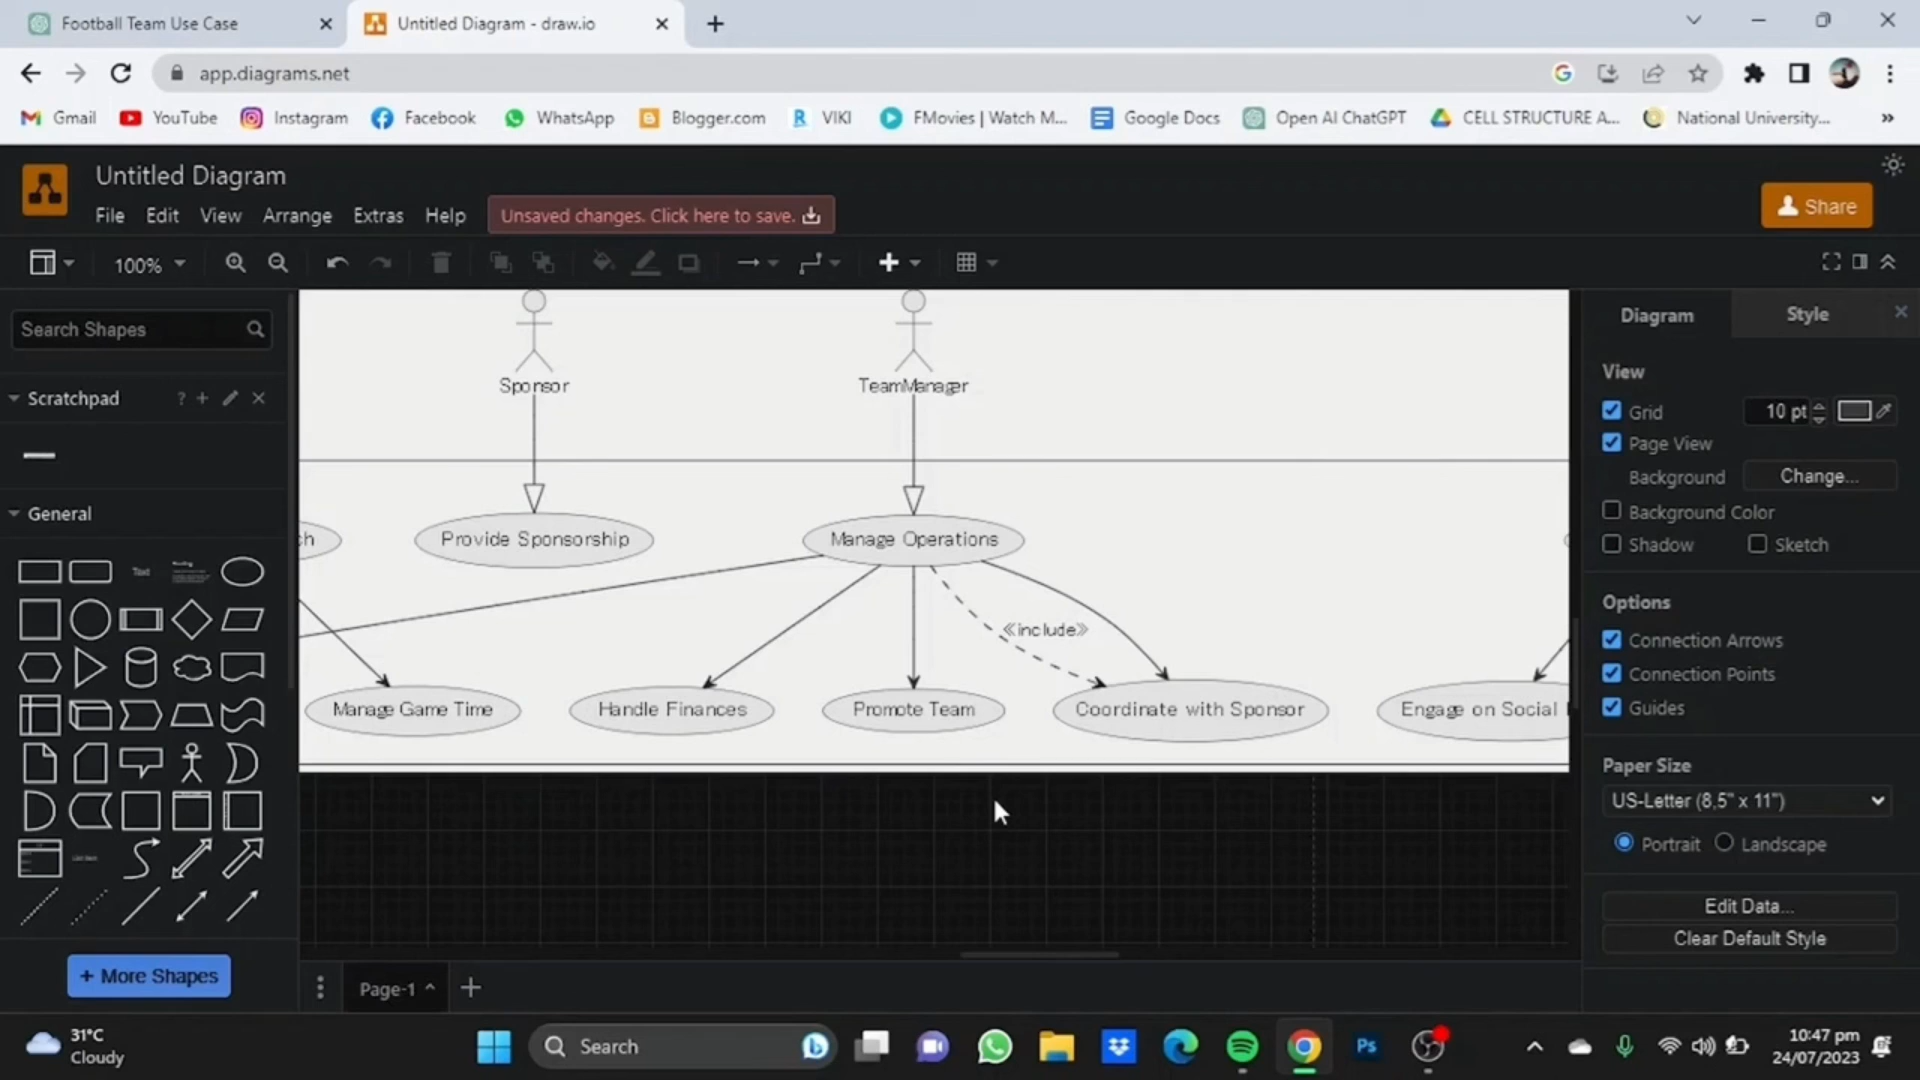 Football Team Use Case
Untitled Diagram - draw.io
app.diagrams.net
Gmail
YouTube
Instagram
Facebook
WhatsApp
Blogger.com
VIKI
FMovies | Watch M...
Google Docs
Open AI ChatGPT
CELL STRUCTURE A...
National University...
Untitled Diagram
File
Edit
View
Arrange
Extras
Help
Unsaved changes. Click here to save.
Share
100%
Search Shapes
Scratchpad
?
General
Text
More Shapes
Sponsor
TeamManager
ch
Provide Sponsorship
Manage Operations
«include»
Manage Game Time
Handle Finances
Promote Team
Coordinate with Sponsor
Engage on Social
Page-1
Diagram
Style
View
Grid
10 pt
Page View
Background
Change...
Background Color
Shadow
Sketch
Options
Connection Arrows
Connection Points
Guides
Paper Size
US-Letter (8,5" x 11")
Portrait
Landscape
Edit Data...
Clear Default Style
31°C
Cloudy
Search
Ps
10:47 pm
24/07/2023